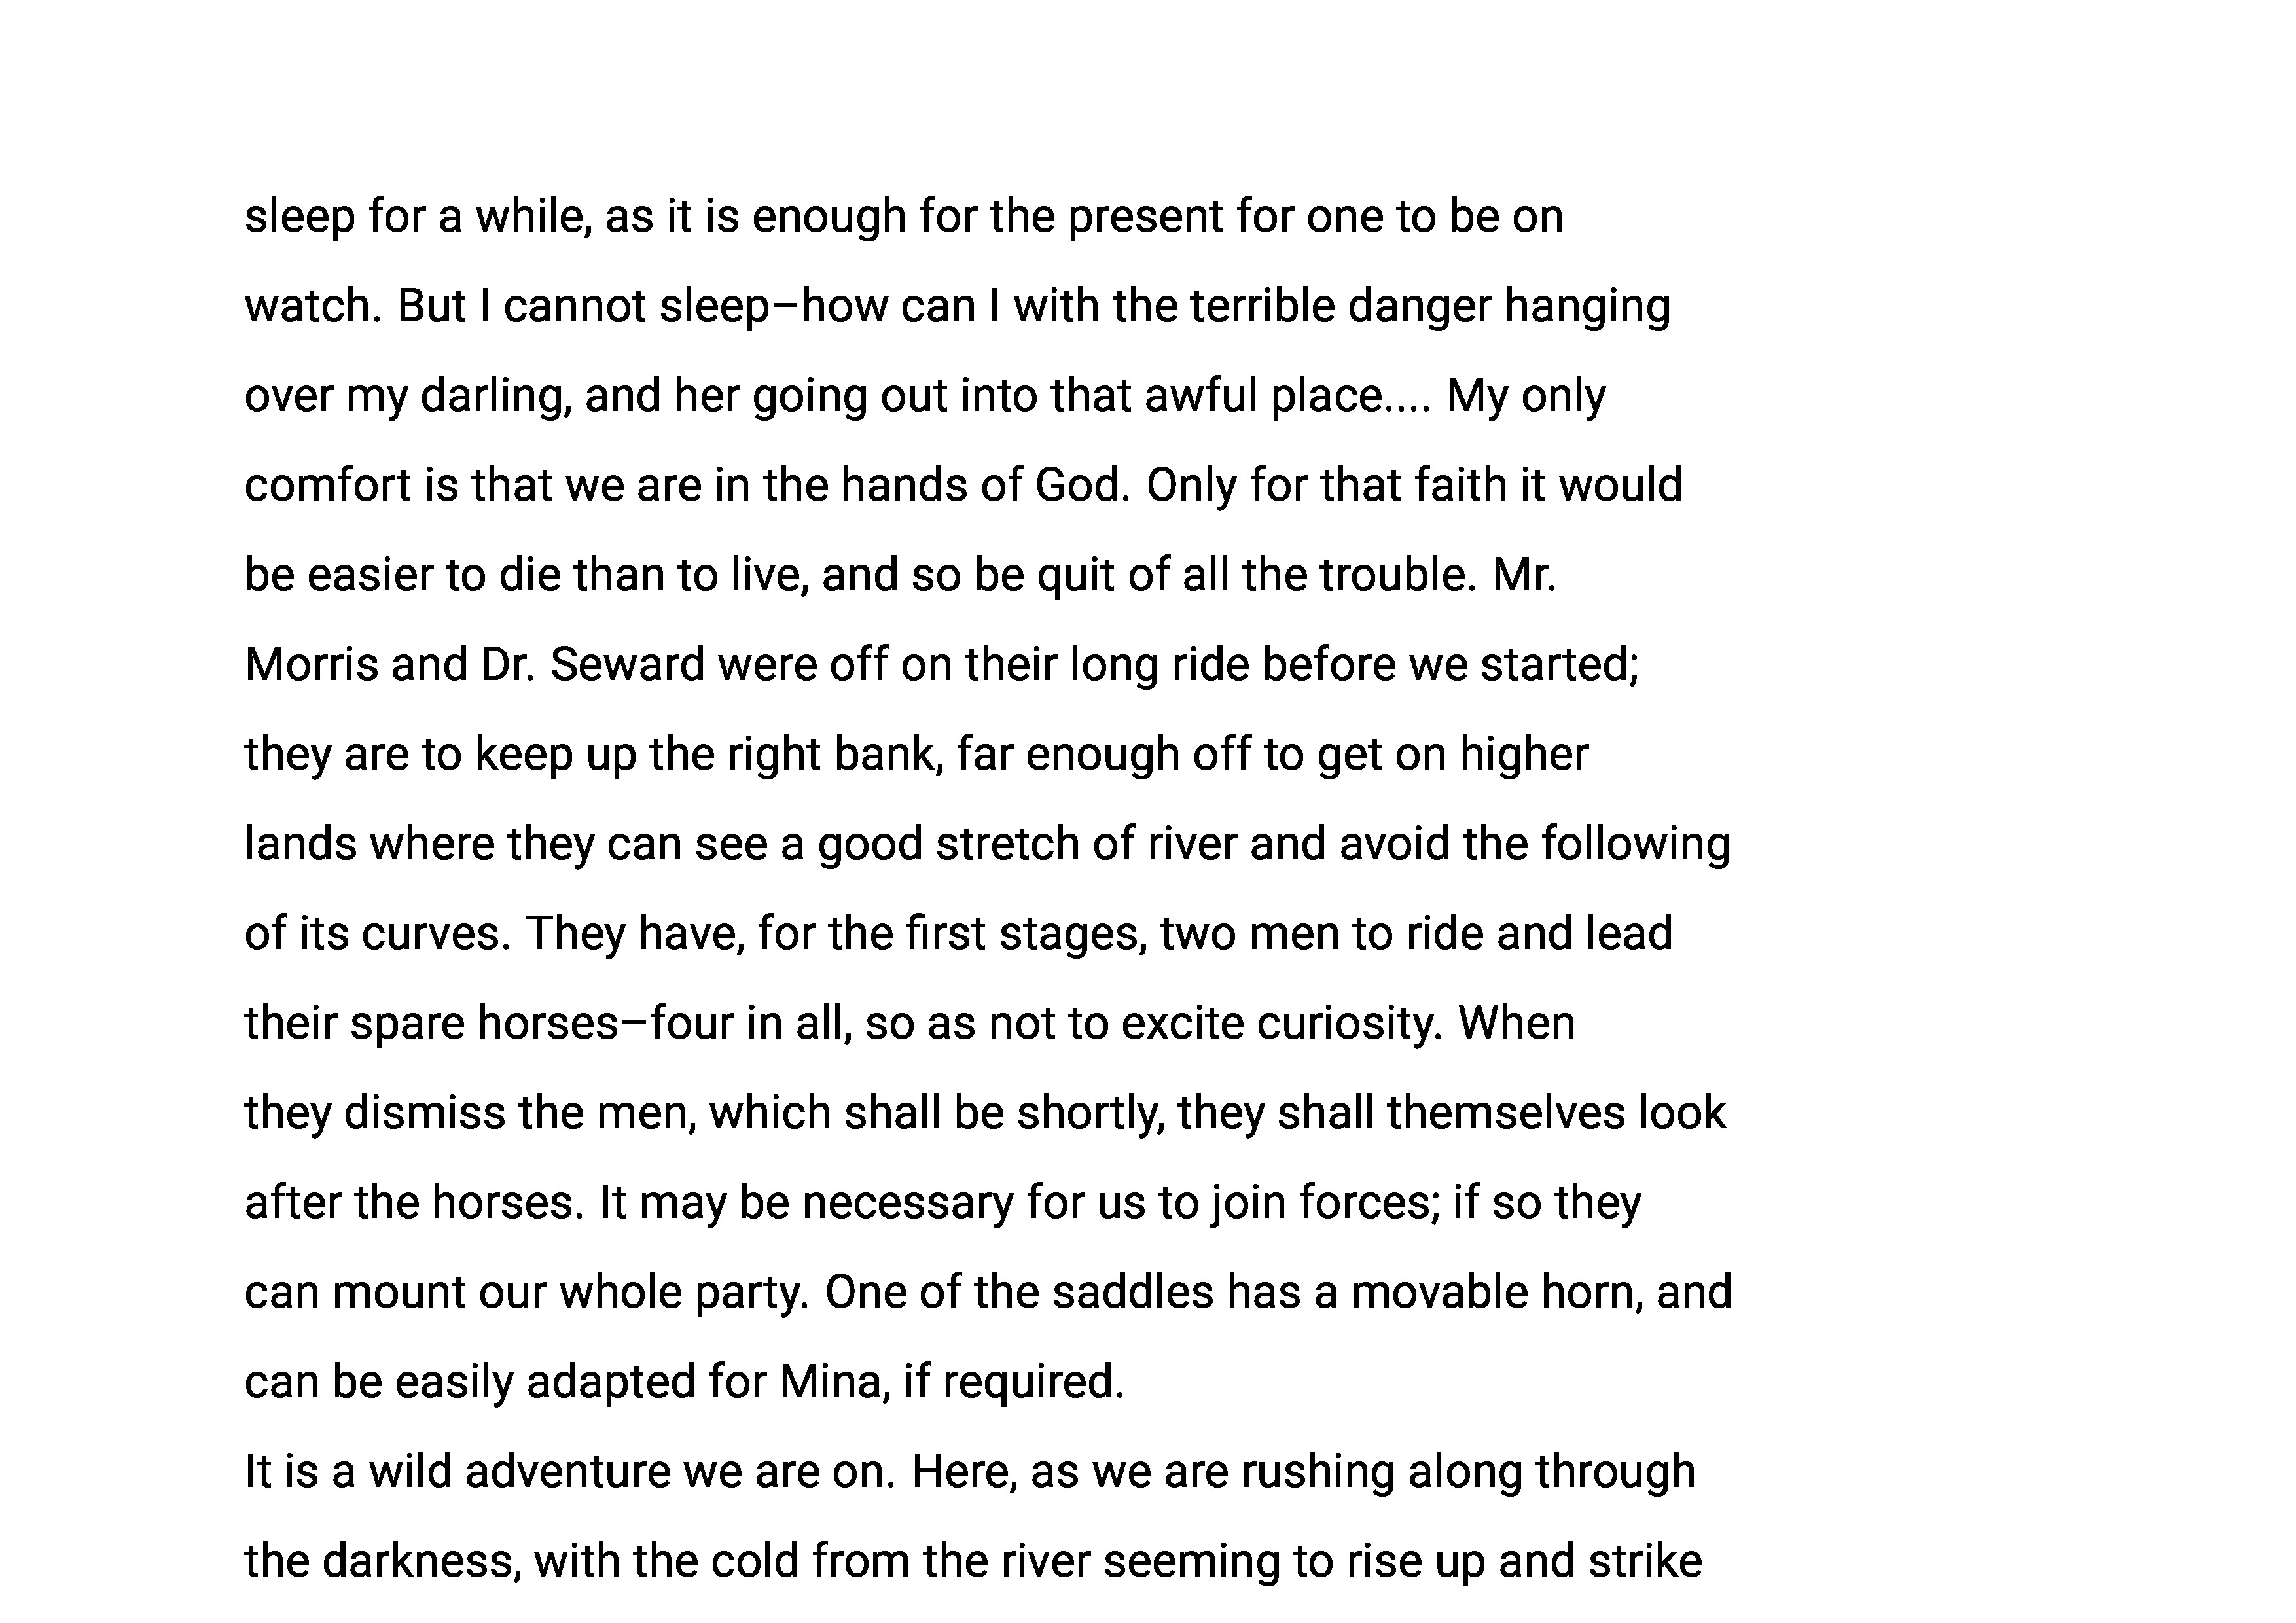 sleep for a while, as it is enough for the present for one to be on
watch. But I cannot sleep–how can I with the terrible danger hanging
over my darling, and her going out into that awful place.... My only
comfort is that we are in the hands of God. Only for that faith it would
be easier to die than to live, and so be quit of all the trouble. Mr.
Morris and Dr. Seward were off on their long ride before we started;
they are to keep up the right bank, far enough off to get on higher
lands where they can see a good stretch of river and avoid the following
of its curves. They have, for the first stages, two men to ride and lead
their spare horses–four in all, so as not to excite curiosity. When
they dismiss the men, which shall be shortly, they shall themselves look
after the horses. It may be necessary for us to join forces; if so they
can mount our whole party. One of the saddles has a movable horn, and
can be easily adapted for Mina, if required.
It is a wild adventure we are on. Here, as we are rushing along through
the darkness, with the cold from the river seeming to rise up and strike